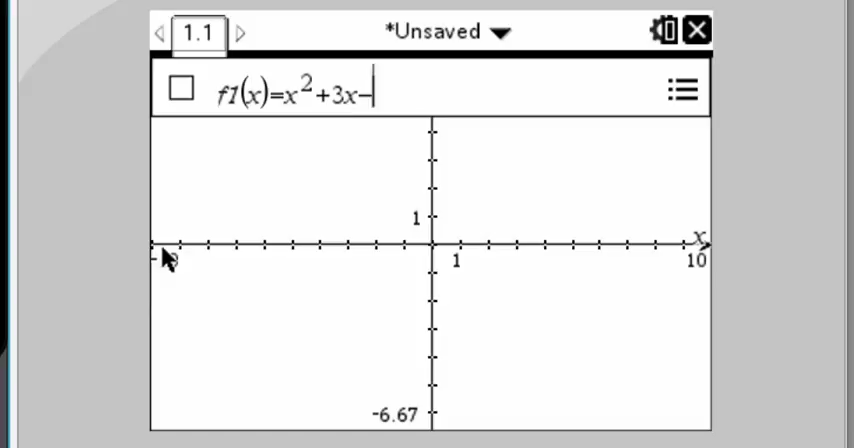 1.1 *Unsaved
f1(x)=x²+3x−
1
x
1 10
-6.67